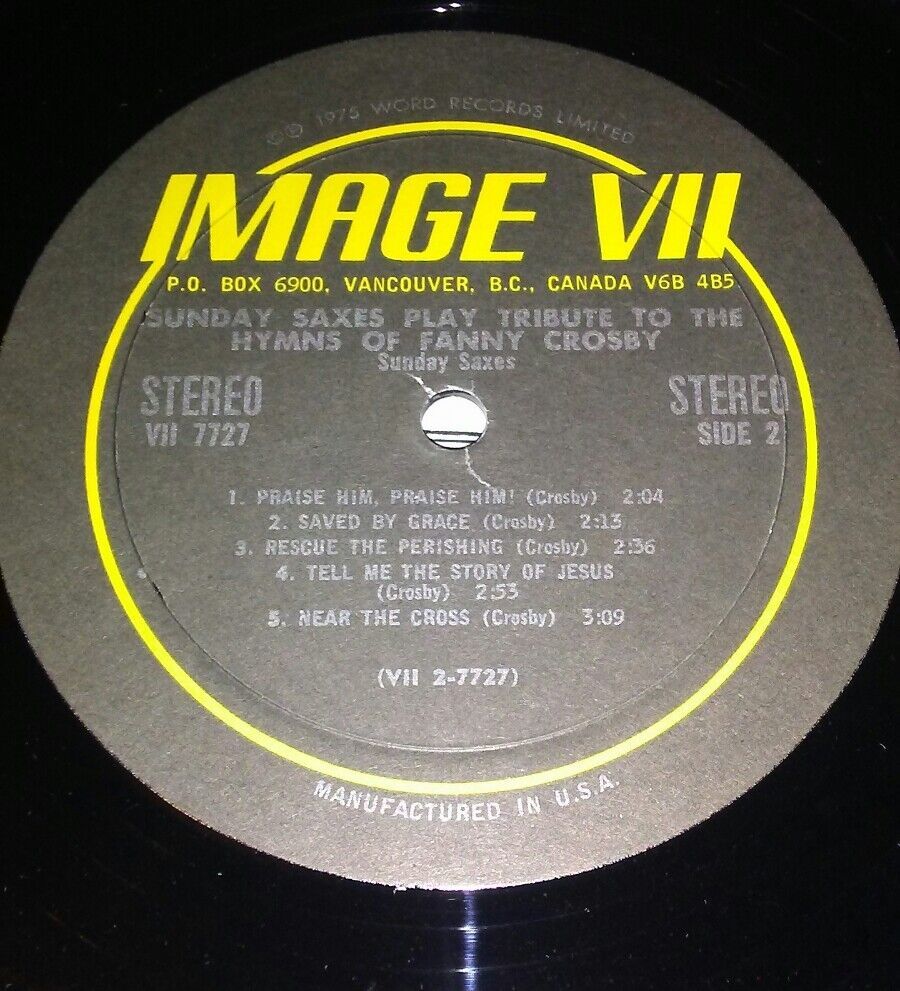 © ℗ 1975 WORD RECORDS LIMITED
IMAGE VII
P.O. BOX 6900, VANCOUVER, B.C., CANADA V6B 4B5
SUNDAY SAXES PLAY TRIBUTE TO THE
HYMNS OF FANNY CROSBY
Sunday Saxes
STEREO STEREO
VII 7727 SIDE 2
1. PRAISE HIM, PRAISE HIM! (Crosby) 2:04
2. SAVED BY GRACE (Crosby) 2:13
3. RESCUE THE PERISHING (Crosby) 2:36
4. TELL ME THE STORY OF JESUS
(Crosby) 2:53
5. NEAR THE CROSS (Crosby) 3:09
(VII 2-7727)
MANUFACTURED IN U.S.A.